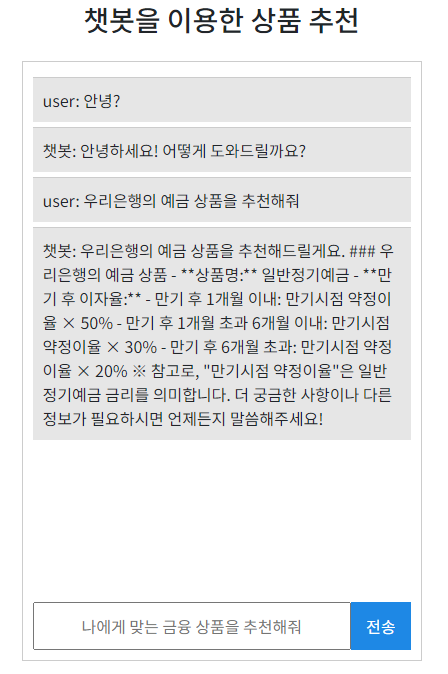 챗봇을 이용한 상품 추천
user: 안녕?
챗봇: 안녕하세요! 어떻게 도와드릴까요?
user: 우리은행의 예금 상품을 추천해줘
챗봇: 우리은행의 예금 상품을 추천해드릴게요. ### 우
리은행의 예금 상품 - **상품명:** 일반정기예금 - **만
기 후 이자율:** - 만기 후 1개월 이내: 만기시점 약정이
율 × 50% - 만기 후 1개월 초과 6개월 이내: 만기시점
약정이율 × 30% - 만기 후 6개월 초과: 만기시점 약정
이율 × 20% ※ 참고로, "만기시점 약정이율"은 일반
정기예금 금리를 의미합니다. 더 궁금한 사항이나 다른
정보가 필요하시면 언제든지 말씀해주세요!
나에게 맞는 금융 상품을 추천해줘
전송